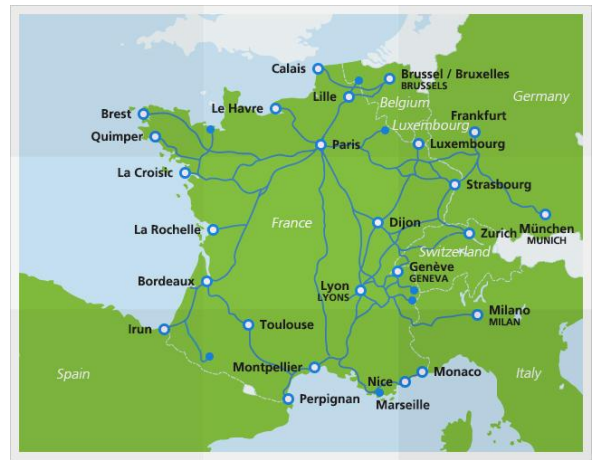 Calais
Brussel / Bruxelles
BRUSSELS
Germany
Lille
Belgium
Le Havre
Brest
Frankfurt
Luxembourg
Quimper
Paris
Luxembourg
La Croisic
Strasbourg
France
Dijon
La Rochelle
Zurich
München
MUNICH
Switzerland
Genève
GENEVA
Bordeaux
Lyon
LYONS
Milano
MILAN
Irun
Toulouse
Montpellier
Monaco
Spain
Nice
Italy
Perpignan
Marseille